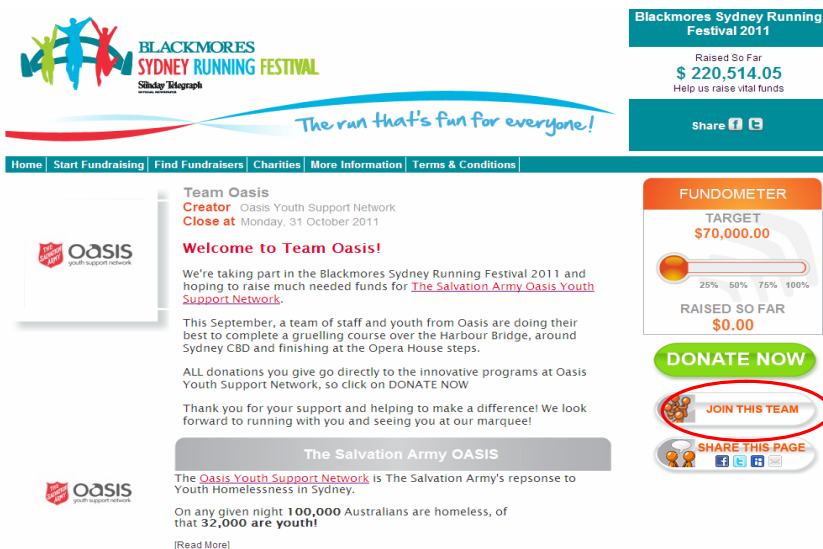 BLACKMORES
SYDNEY RUNNING FESTIVAL
Sunday Telegraph
The run that's fun for everyone!
Blackmores Sydney Running
Festival 2011
Raised So Far
$ 220,514.05
Help us raise vital funds
Share
Home Start Fundraising Find Fundraisers Charities More Information Terms & Conditions
THE SALVATION ARMY
OASIS
youth support network
Team Oasis
Creator Oasis Youth Support Network
Close at Monday, 31 October 2011
Welcome to Team Oasis!
We're taking part in the Blackmores Sydney Running Festival 2011 and
hoping to raise much needed funds for The Salvation Army Oasis Youth
Support Network.
This September, a team of staff and youth from Oasis are doing their
best to complete a gruelling course over the Harbour Bridge, around
Sydney CBD and finishing at the Opera House steps.
ALL donations you give go directly to the innovative programs at Oasis
Youth Support Network, so click on DONATE NOW
Thank you for your support and helping to make a difference! We look
forward to running with you and seeing you at our marquee!
FUNDOMETER
TARGET
$70,000.00
25% 50% 75% 100%
RAISED SO FAR
$0.00
DONATE NOW
JOIN THIS TEAM
SHARE THIS PAGE
The Salvation Army OASIS
THE SALVATION ARMY
OASIS
youth support network
The Oasis Youth Support Network is The Salvation Army's repsonse to
Youth Homelessness in Sydney.
On any given night 100,000 Australians are homeless, of
that 32,000 are youth!
[Read More]